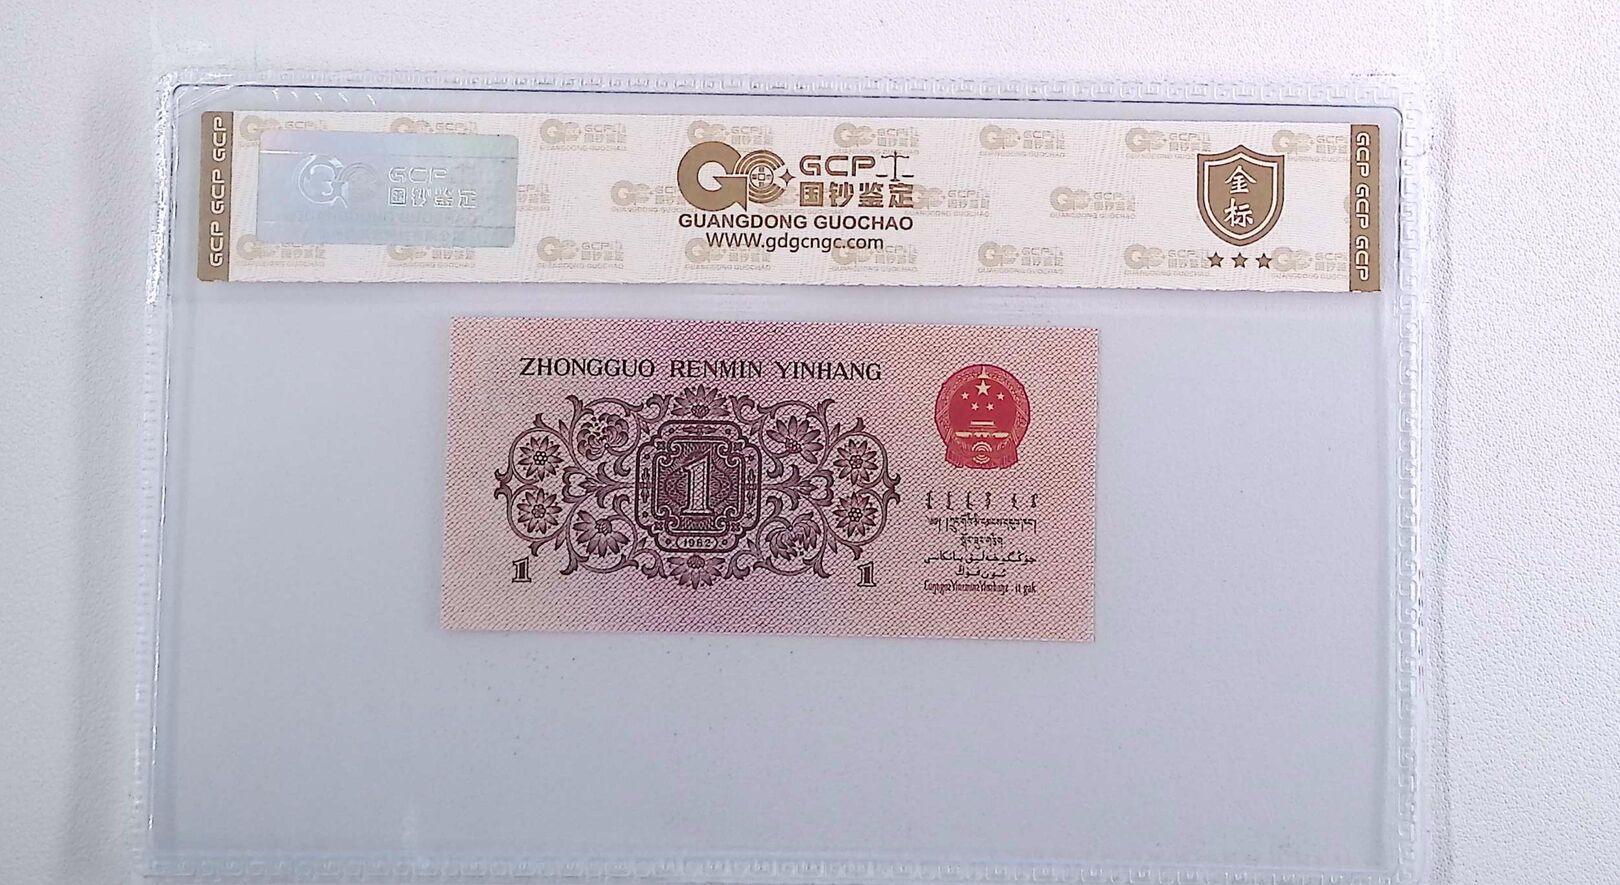 GCP GCP GCP
GCP
国钞鉴定
GCP
国钞鉴定
GUANGDONG GUOCHAO
WWW.gdgcngc.com
金标
GCP GCP GCP
ZHONGGUO RENMIN YINHANG
1
1962
1
1